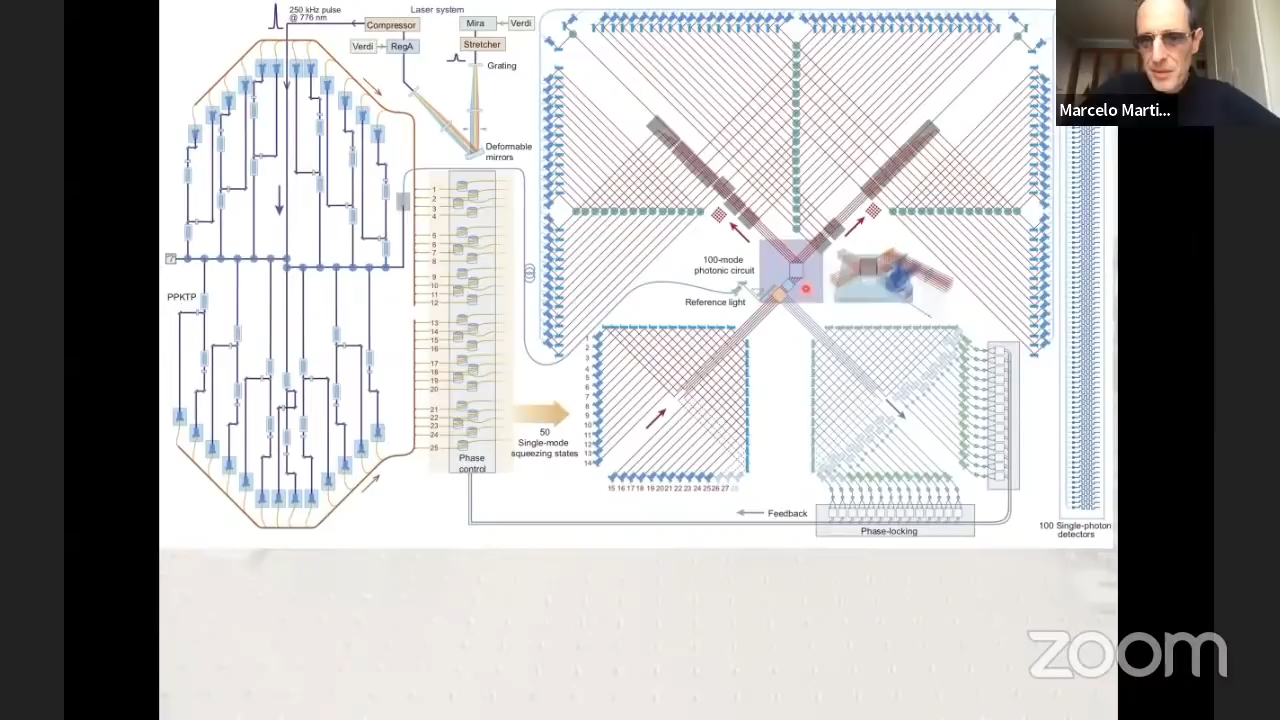 250 kHz pulse
@ 776 nm
Laser system
Compressor
Mira
Verdi
Verdi
RegA
Stretcher
Grating
Deformable
mirrors
Marcelo Marti...
1
2
3
4
5
6
7
8
9
10
11
12
13
14
15
16
17
18
19
20
21
22
23
24
25
PPKTP
100-mode
photonic circuit
Reference light
50
Single-mode
squeezing states
Phase
control
1
2
3
4
5
6
7
8
9
10
11
12
13
14
15 16 17 18 19 20 21 22 23 24 25 26 27 28
Feedback
Phase-locking
100 Single-photon
detectors
zoom